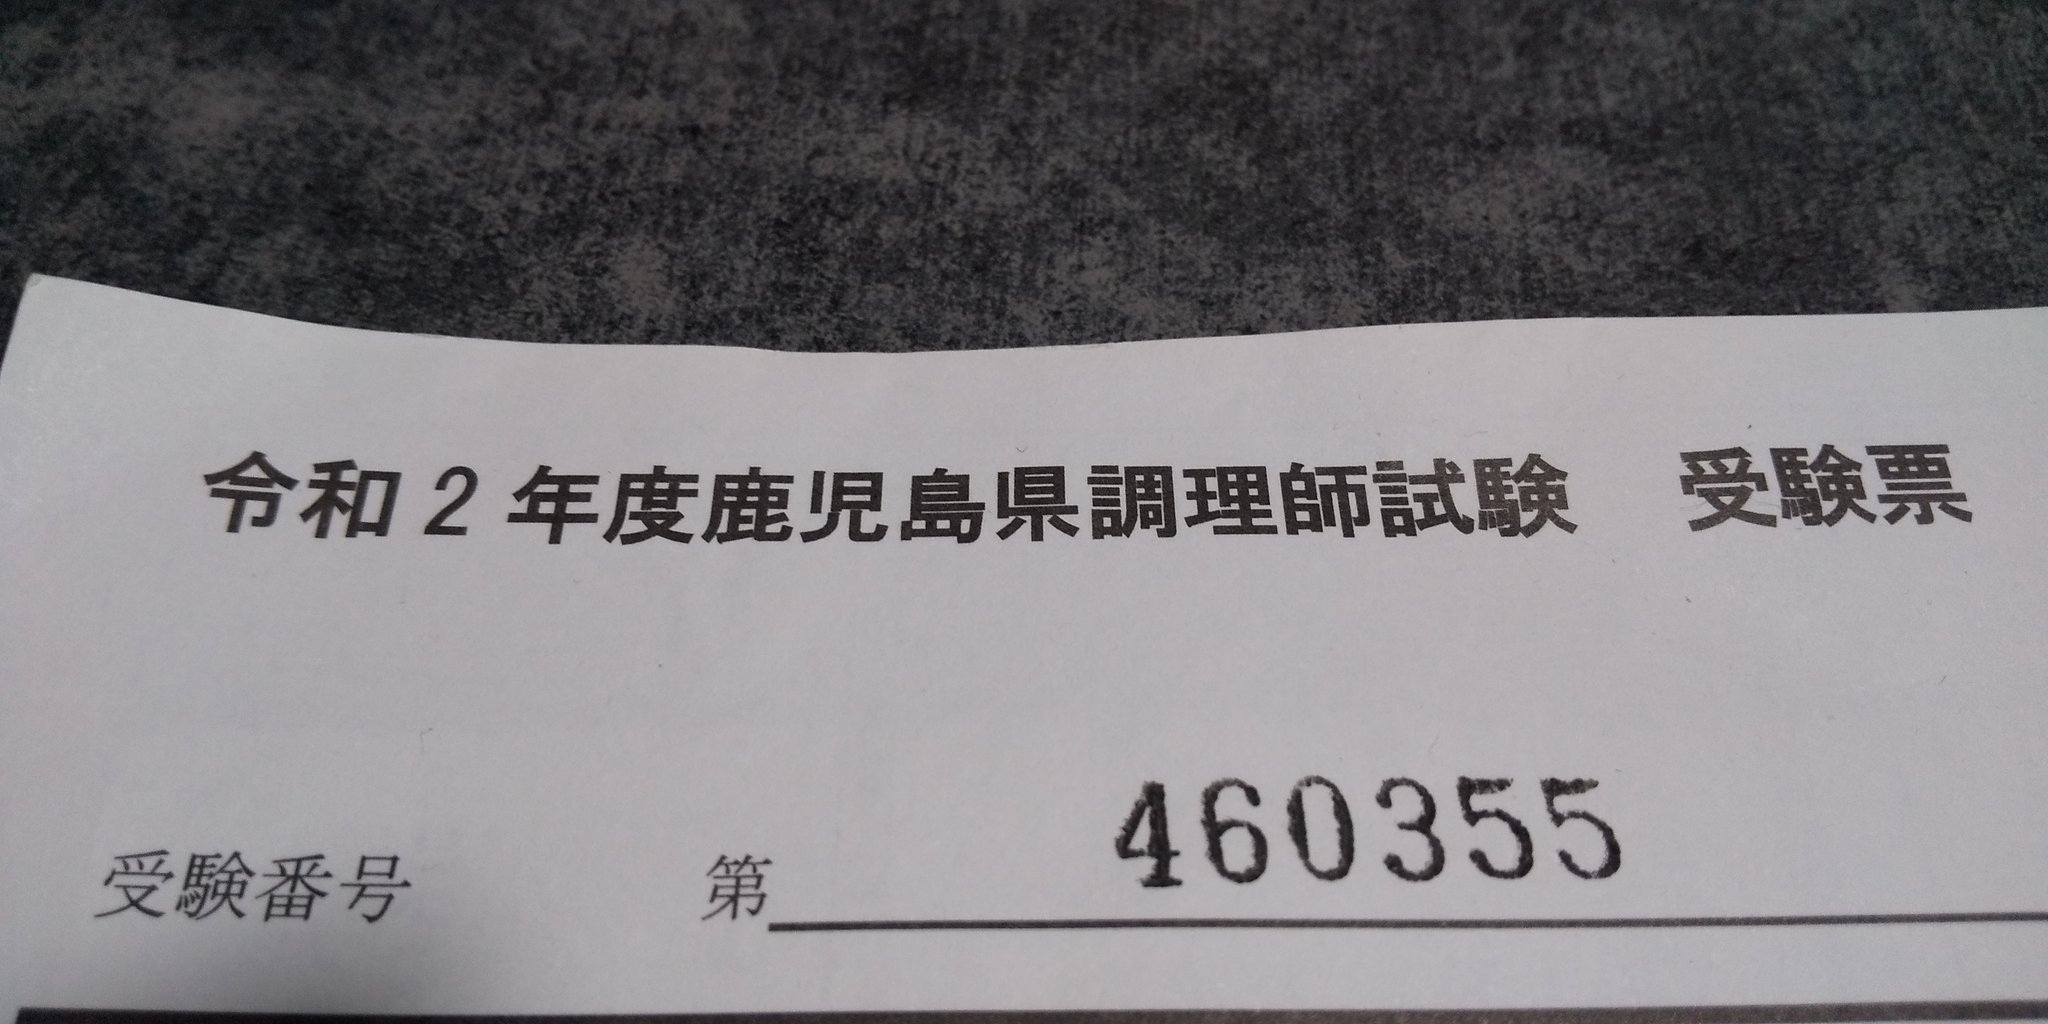 令和2年度鹿児島県調理師試験　受験票
受験番号　第 460355